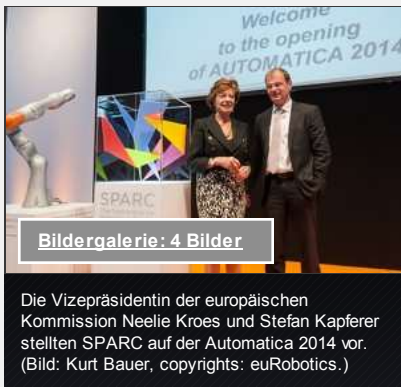 Welcome
to the opening
of AUTOMATICA 2014
SPARC
Bildergalerie: 4 Bilder
Die Vizepräsidentin der europäischen
Kommission Neelie Kroes und Stefan Kapferer
stellten SPARC auf der Automatica 2014 vor.
(Bild: Kurt Bauer, copyrights: euRobotics.)